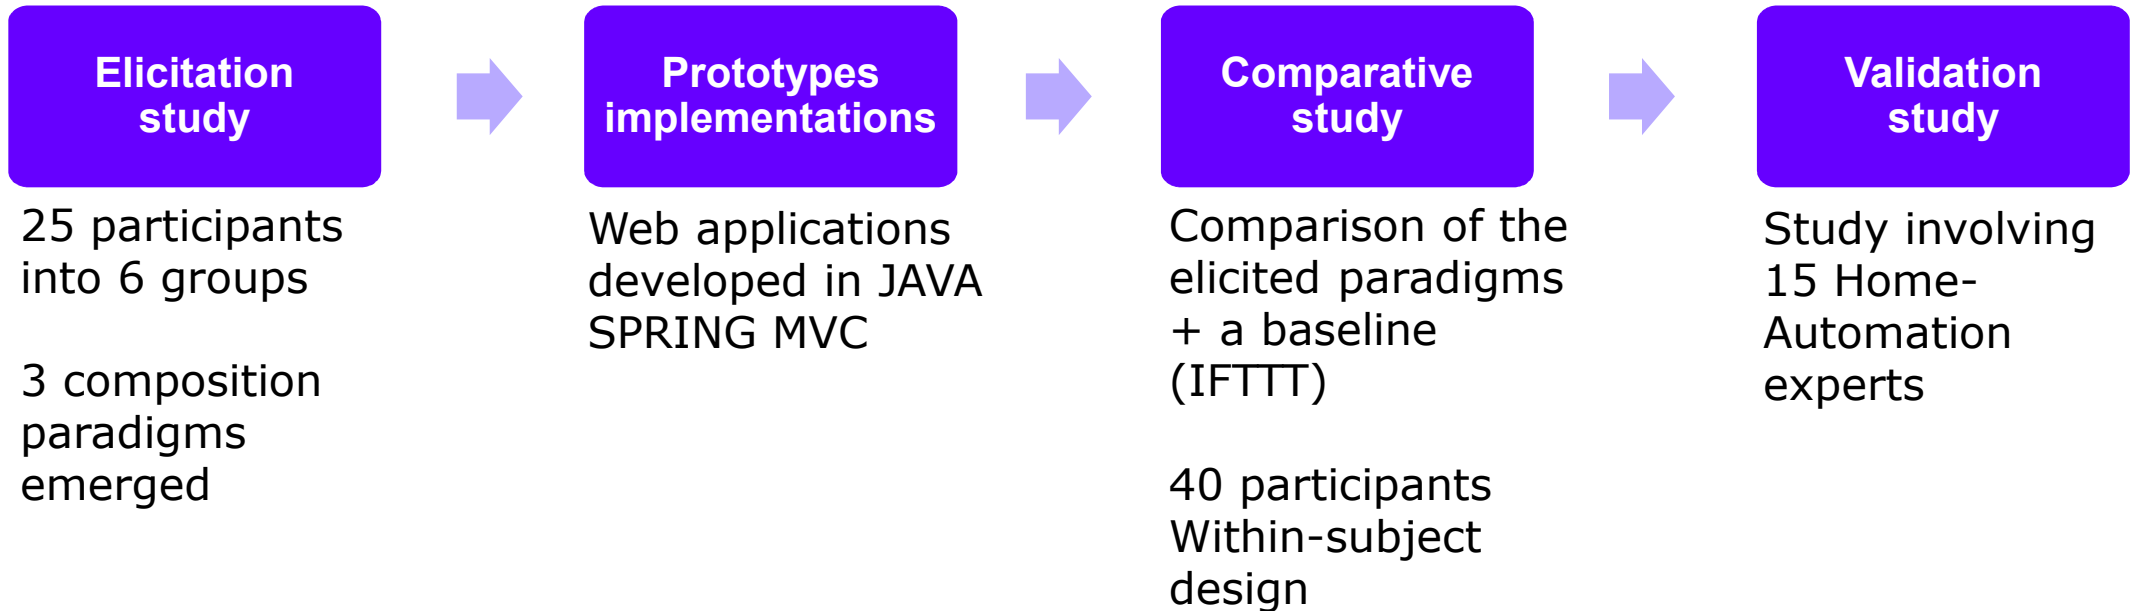 Elicitation
study
25 participants
into 6 groups
3 composition
paradigms
emerged
Prototypes
implementations
Web applications
developed in JAVA
SPRING MVC
Comparative
study
Comparison of the
elicited paradigms
+ a baseline
(IFTTT)
40 participants
Within-subject
design
Validation
study
Study involving
15 Home-
Automation
experts